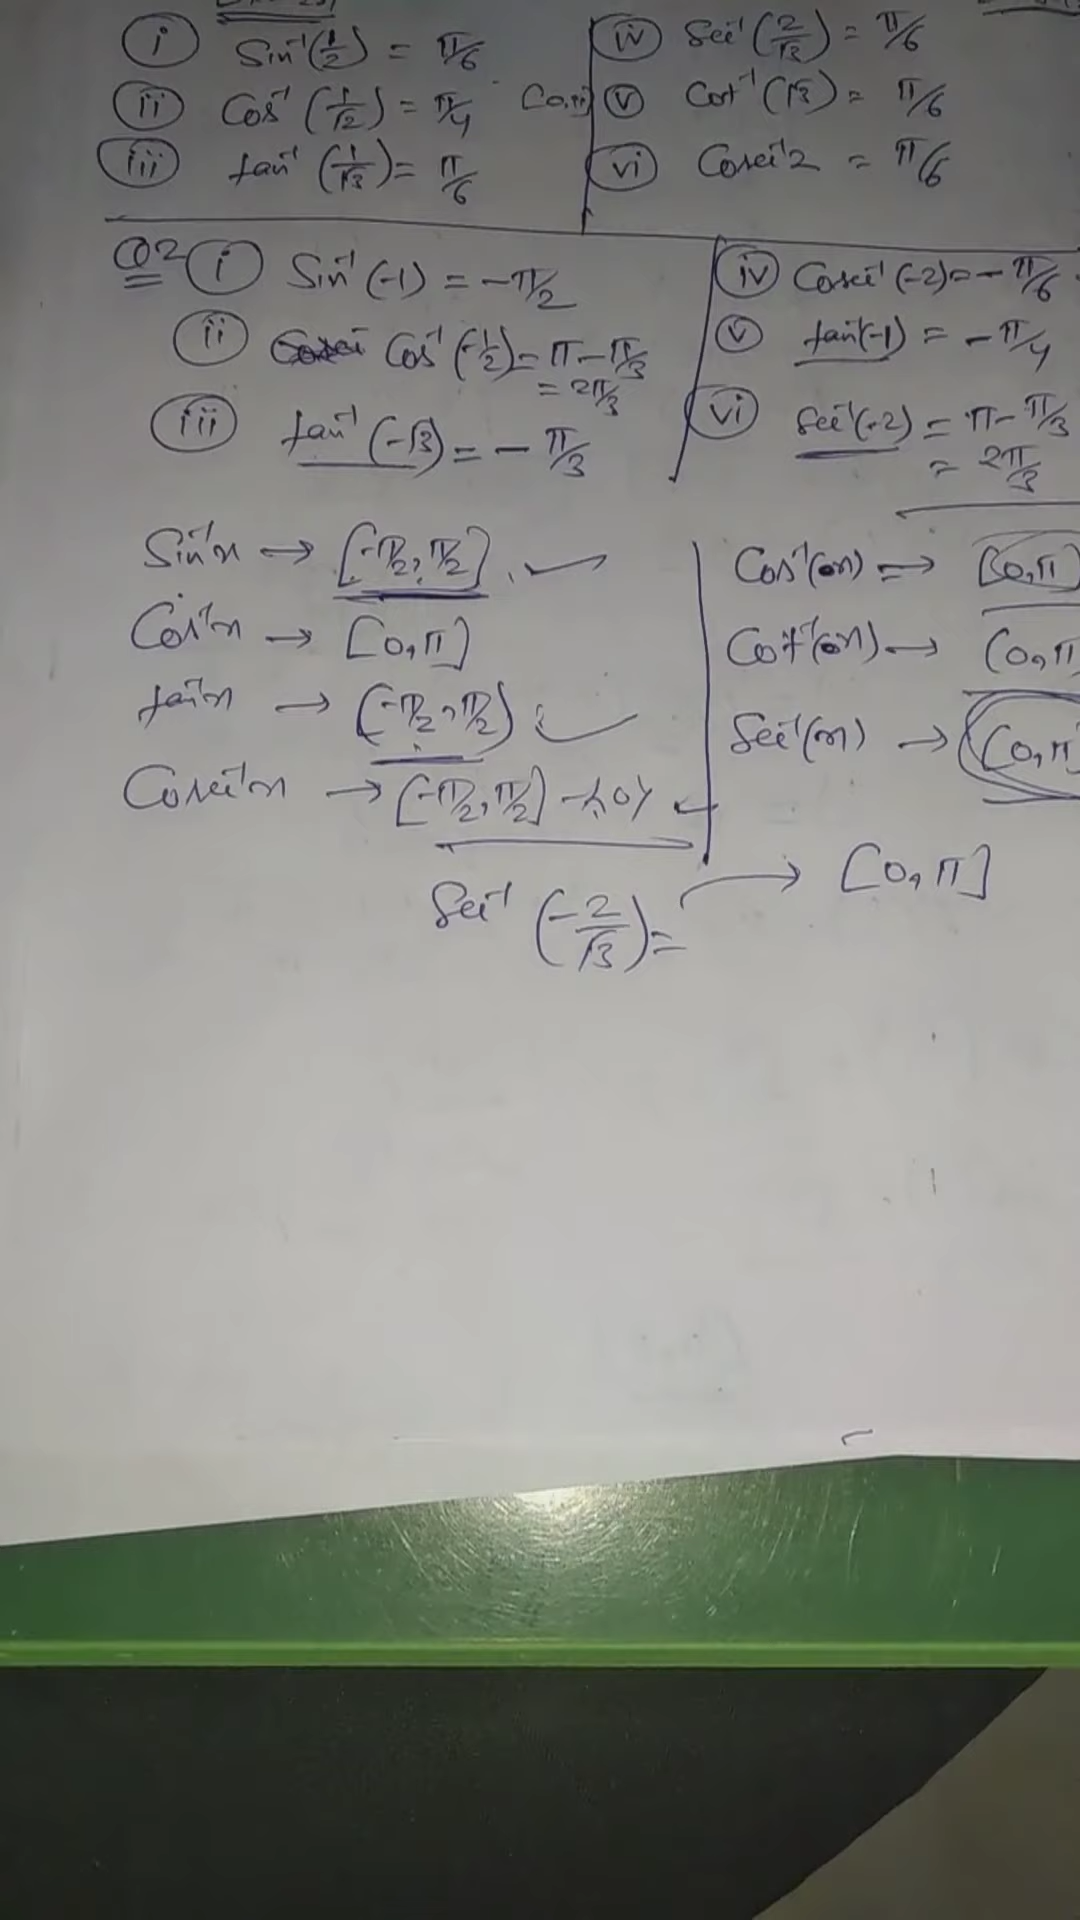 i Sin⁻¹(1/2) = π/6
ii Cos⁻¹(1/√2) = π/4
iii tan⁻¹(1/√3) = π/6
iv Sec⁻¹(2/√3) = π/6
v Cot⁻¹(√3) = π/6
vi Cosec⁻¹2 = π/6
Q2 i Sin⁻¹(-1) = -π/2
ii Cos⁻¹(-1/2) = π - π/3
= 2π/3
iii tan⁻¹(-√3) = - π/3
iv Cosec⁻¹(-2) = - π/6
v tan⁻¹(-1) = - π/4
vi Sec⁻¹(-2) = π - π/3
= 2π/3
Sin⁻¹x → [-π/2, π/2]
Cos⁻¹x → [0, π]
tan⁻¹x → (-π/2, π/2)
Cosec⁻¹x → [-π/2, π/2] - {0}
Cos⁻¹(x) → [0, π]
Cot⁻¹(x) → (0, π
Sec⁻¹(x) → [0, π]
Sec⁻¹(-2/√3) = → [0, π]